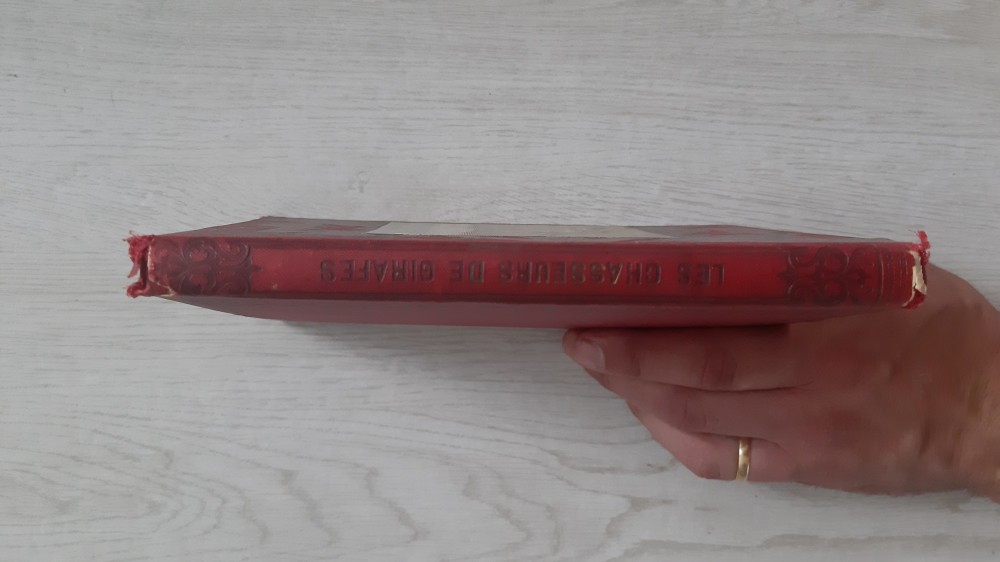 LES CHASSEURS DE GIRAFES